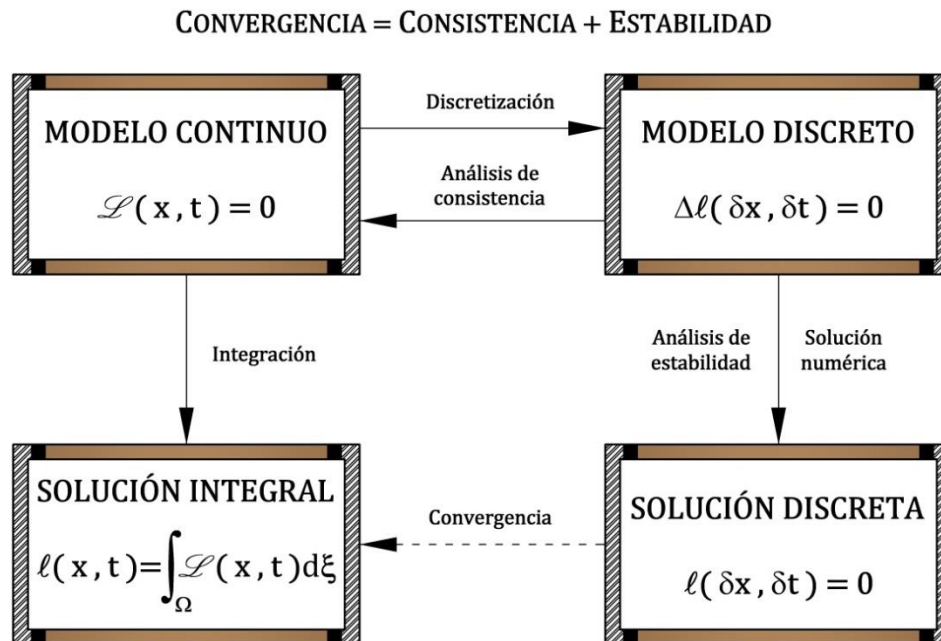 CONVERGENCIA = CONSISTENCIA + ESTABILIDAD
MODELO CONTINUO
ℒ(x,t)=0
Discretización
Análisis de
consistencia
MODELO DISCRETO
Δℓ(δx,δt)=0
Integración
Análisis de
estabilidad
Solución
numérica
SOLUCIÓN INTEGRAL
ℓ(x,t)=∫_Ω ℒ(x,t)dξ
Convergencia
SOLUCIÓN DISCRETA
ℓ(δx,δt)=0